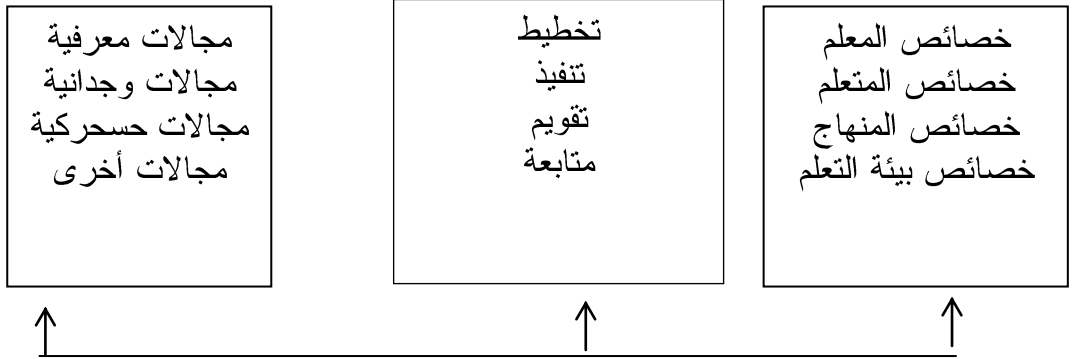 خصائص المعلم
خصائص المتعلم
خصائص المنهاج
خصائص بيئة التعلم
تخطيط
تنفيذ
تقويم
متابعة
مجالات معرفية
مجالات وجدانية
مجالات حسحركية
مجالات أخرى